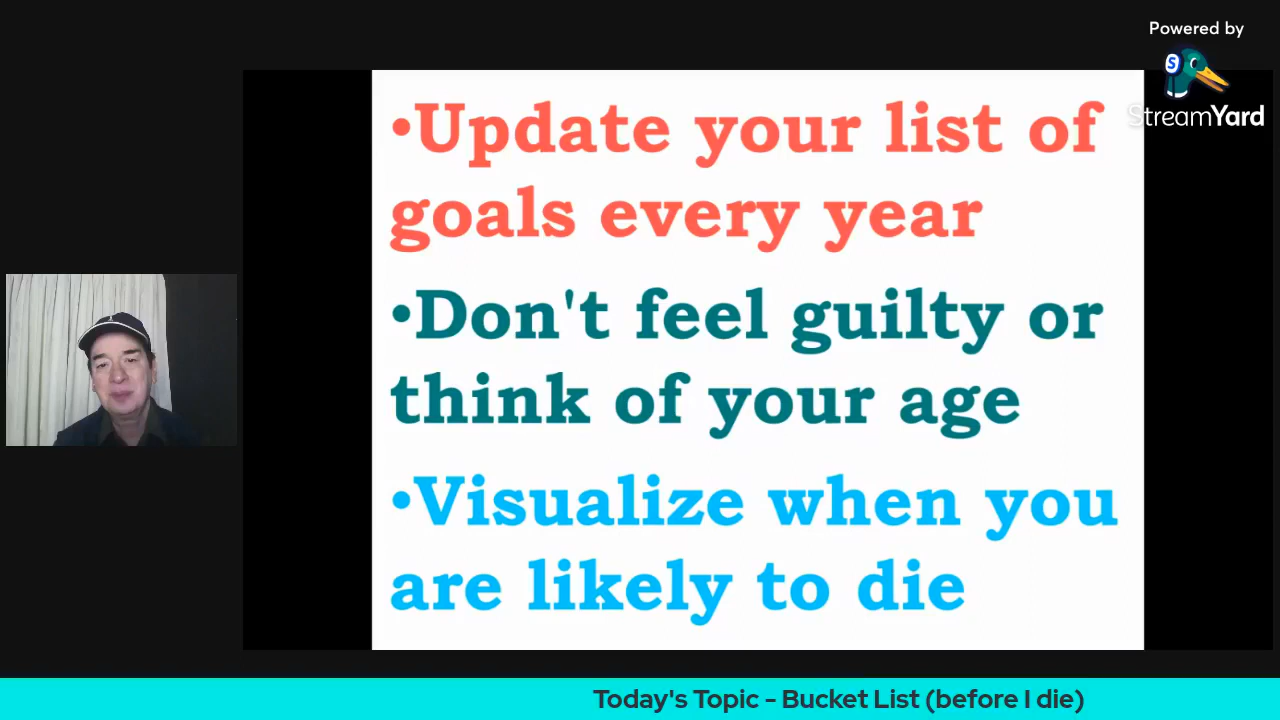 Powered by
StreamYard
•Update your list of
goals every year
•Don't feel guilty or
think of your age
•Visualize when you
are likely to die
Today's Topic - Bucket List (before I die)